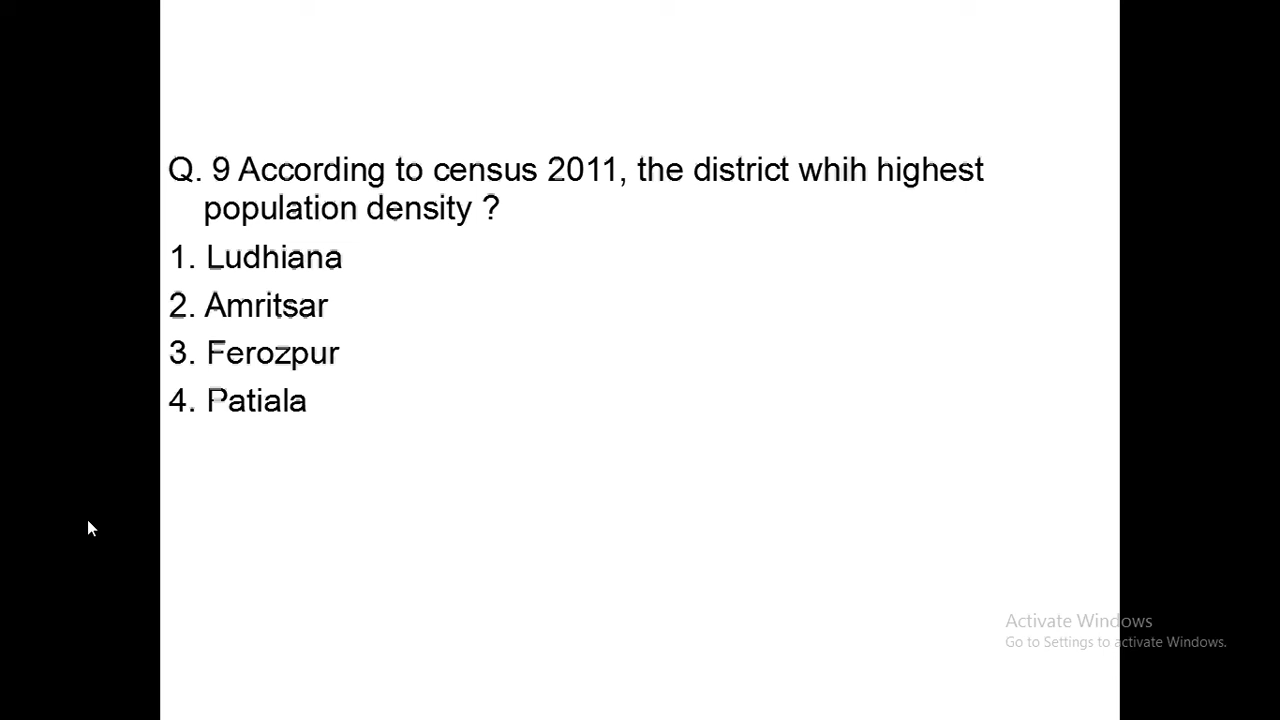 Q. 9 According to census 2011, the district whih highest
population density ?
1. Ludhiana
2. Amritsar
3. Ferozpur
4. Patiala
Activate Windows
Go to Settings to activate Windows.